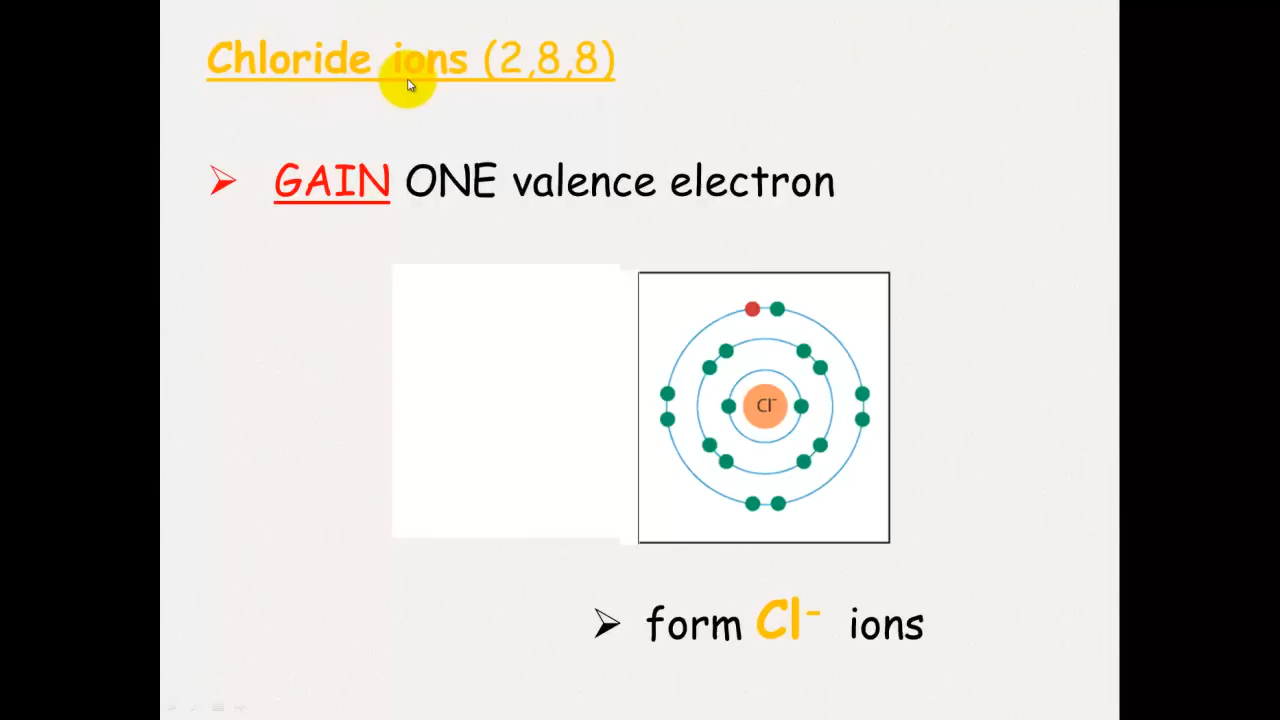 Chloride ions (2,8,8)
GAIN ONE valence electron
Cl⁻
form Cl⁻ ions